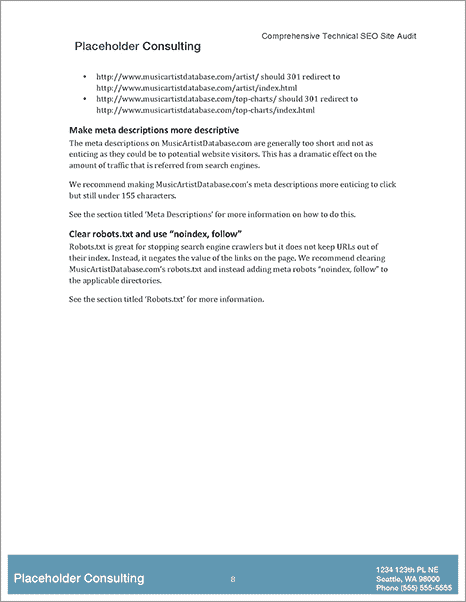 Comprehensive Technical SEO Site Audit
Placeholder Consulting
• http://www.musicartistdatabase.com/artist/ should 301 redirect to
http://www.musicartistdatabase.com/artist/index.html
• http://www.musicartistdatabase.com/top-charts/ should 301 redirect to
http://www.musicartistdatabase.com/top-charts/index.html
Make meta descriptions more descriptive
The meta descriptions on MusicArtistDatabase.com are generally too short and not as
enticing as they could be to potential website visitors. This has a dramatic effect on the
amount of traffic that is referred from search engines.
We recommend making MusicArtistDatabase.com's meta descriptions more enticing to click
but still under 155 characters.
See the section titled 'Meta Descriptions' for more information on how to do this.
Clear robots.txt and use "noindex, follow"
Robots.txt is great for stopping search engine crawlers but it does not keep URLs out of
their index. Instead, it negates the value of the links on the page. We recommend clearing
MusicArtistDatabase.com's robots.txt and instead adding meta robots "noindex, follow" to
the applicable directories.
See the section titled 'Robots.txt' for more information.
Placeholder Consulting
8
1234 123th PL NE
Seattle, WA 98000
Phone (555) 555-5555